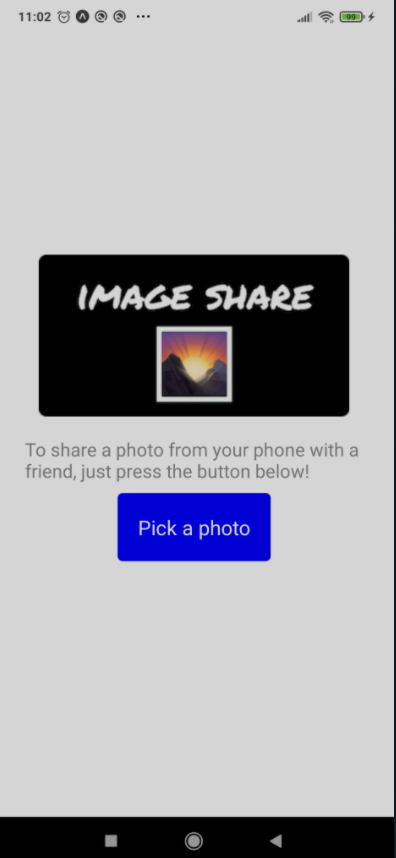 11:02
99
IMAGE SHARE
To share a photo from your phone with a
friend, just press the button below!
Pick a photo